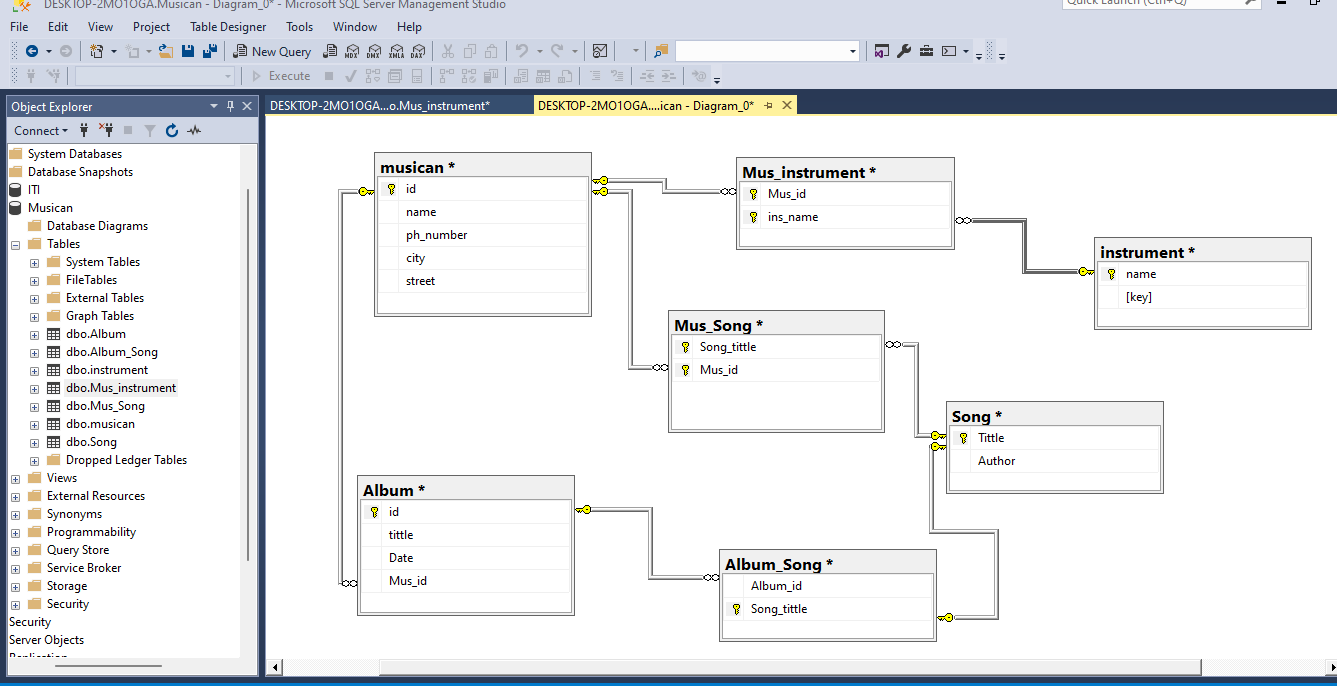 DESKTOP-2MO1OGA.Musican - Diagram_0* - Microsoft SQL Server Management Studio
Quick Launch (Ctrl+Q)
File Edit View Project Table Designer Tools Window Help
New Query MDX DMX XMLA DAX
Execute
Object Explorer
DESKTOP-2MO1OGA...o.Mus_instrument*
DESKTOP-2MO1OGA....ican - Diagram_0*
Connect
System Databases
Database Snapshots
ITI
Musican
Database Diagrams
Tables
System Tables
FileTables
External Tables
Graph Tables
dbo.Album
dbo.Album_Song
dbo.instrument
dbo.Mus_instrument
dbo.Mus_Song
dbo.musican
dbo.Song
Dropped Ledger Tables
Views
External Resources
Synonyms
Programmability
Query Store
Service Broker
Storage
Security
Security
Server Objects
Replication
musican *
id
name
ph_number
city
street
Mus_instrument *
Mus_id
ins_name
instrument *
name
[key]
Mus_Song *
Song_tittle
Mus_id
Song *
Tittle
Author
Album *
id
tittle
Date
Mus_id
Album_Song *
Album_id
Song_tittle